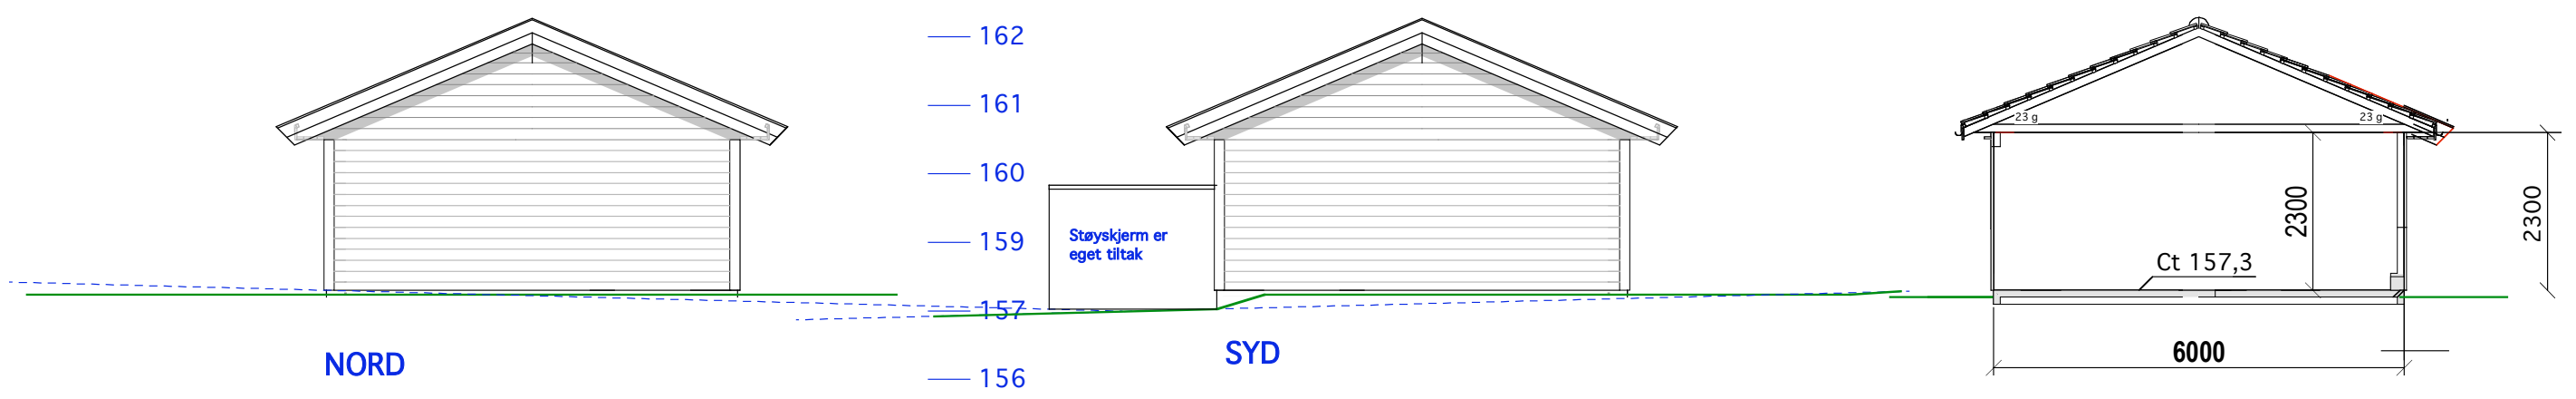 NORD
162
161
160
159
157
156
Støyskjerm er
eget tiltak
SYD
23 g
23 g
2300
2300
Ct 157,3
6000